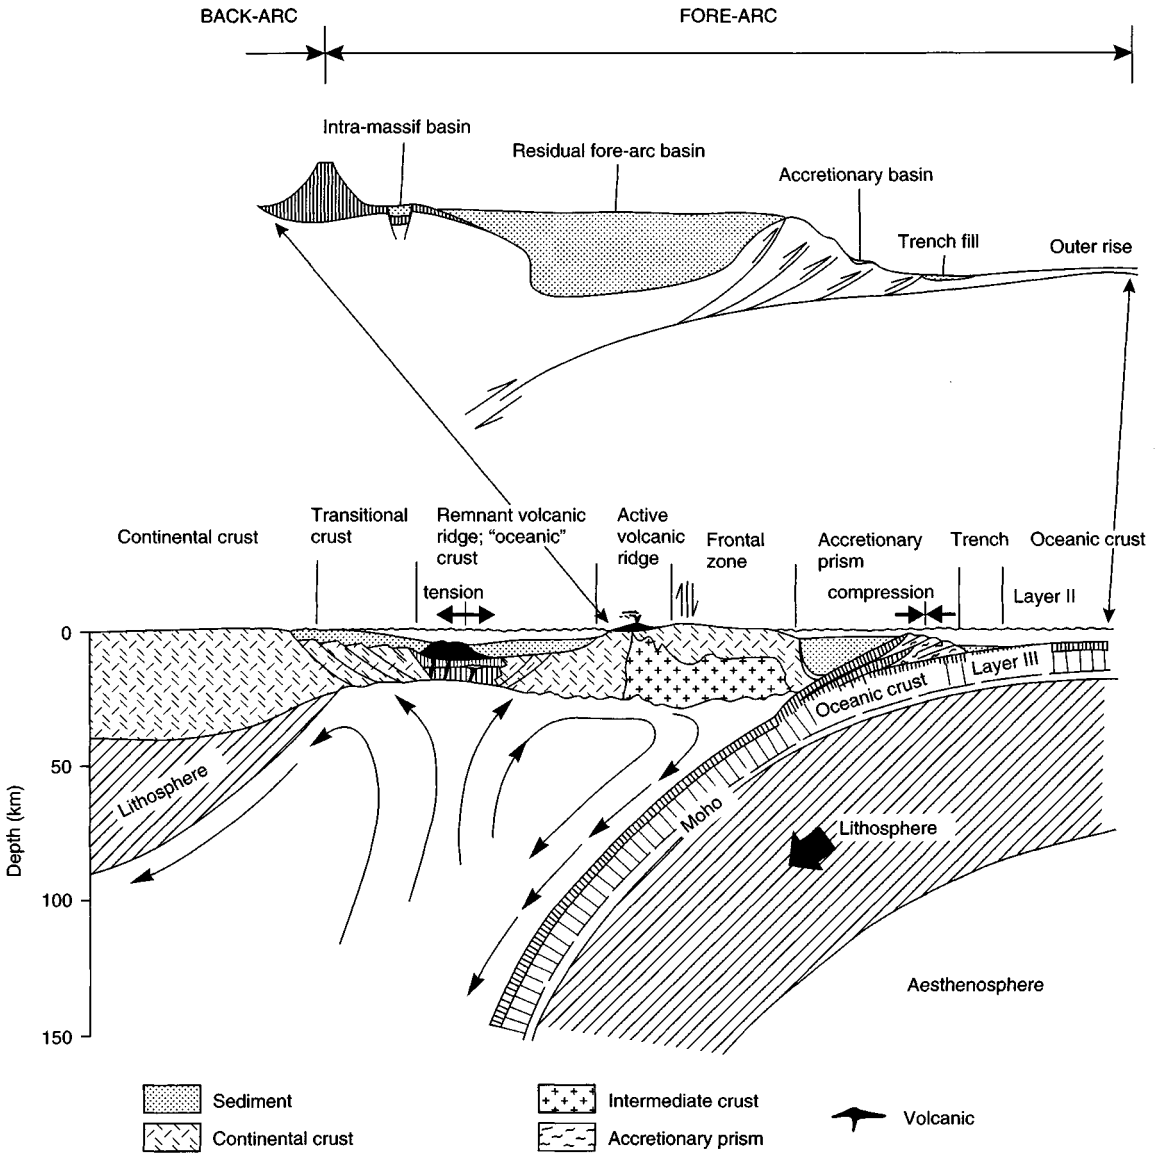 BACK-ARC
FORE-ARC
Intra-massif basin
Residual fore-arc basin
Accretionary basin
Trench fill
Outer rise
Continental crust
Transitional
crust
Remnant volcanic
ridge; "oceanic"
crust
Active
volcanic
ridge
Frontal
zone
Accretionary
prism
Trench
Oceanic crust
tension
compression
Layer II
0
50
100
150
Depth (km)
Layer III
Oceanic crust
Lithosphere
Moho
Lithosphere
Aesthenosphere
Sediment
Continental crust
Intermediate crust
Accretionary prism
Volcanic